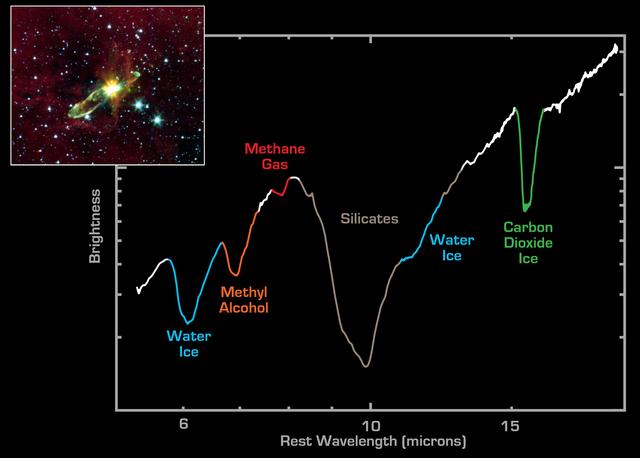 Methane
Gas
Brightness
Silicates
Water
Ice
Carbon
Dioxide
Ice
Methyl
Alcohol
Water
Ice
6
10
15
Rest Wavelength (microns)